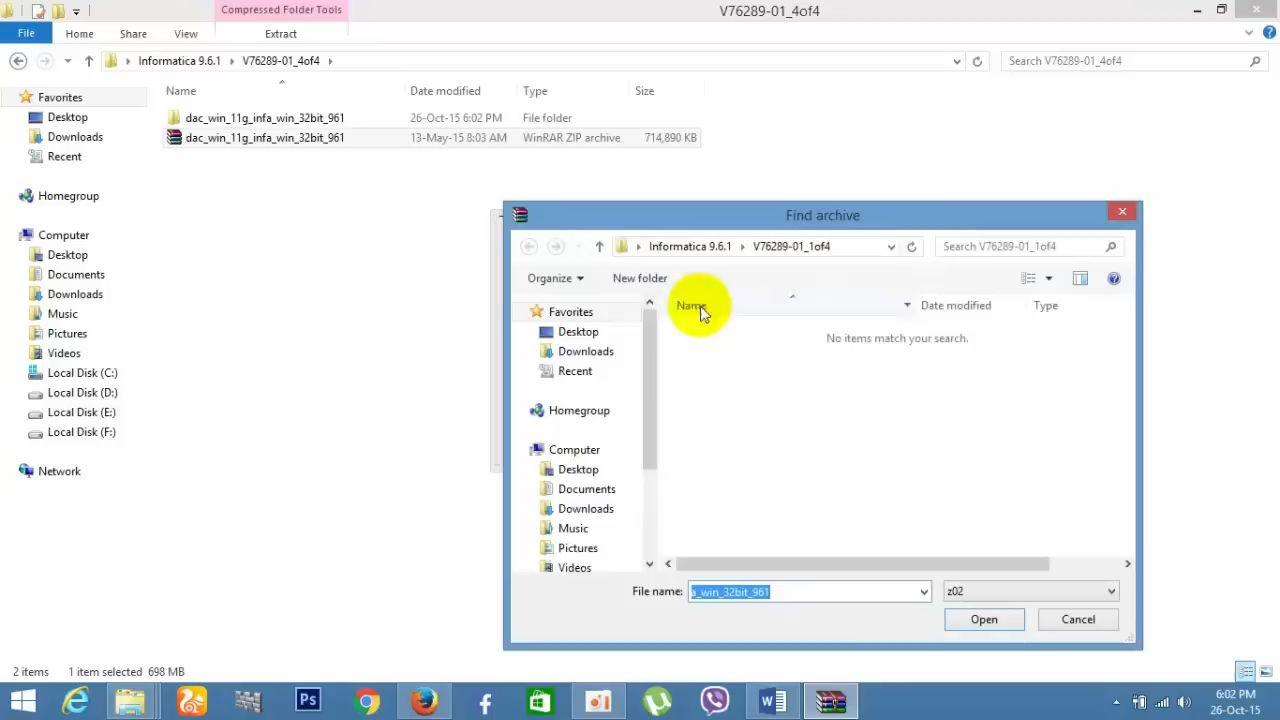 Compressed Folder Tools
V76289-01_4of4
File
Home
Share
View
Extract
Informatica 9.6.1
V76289-01_4of4
Search V76289-01_4of4
Name
Date modified
Type
Size
Favorites
Desktop
Downloads
Recent
Homegroup
Computer
Desktop
Documents
Downloads
Music
Pictures
Videos
Local Disk (C:)
Local Disk (D:)
Local Disk (E:)
Local Disk (F:)
Network
dac_win_11g_infa_win_32bit_961 26-Oct-15 6:02 PM File folder
dac_win_11g_infa_win_32bit_961 13-May-15 8:03 AM WinRAR ZIP archive 714,890 KB
Find archive
Informatica 9.6.1
V76289-01_1of4
Search V76289-01_1of4
Organize
New folder
Name
Date modified
Type
No items match your search.
Favorites
Desktop
Downloads
Recent
Homegroup
Computer
Desktop
Documents
Downloads
Music
Pictures
Videos
File name:
a_win_32bit_961
z02
Open
Cancel
2 items
1 item selected 698 MB
Ps
6:02 PM
26-Oct-15